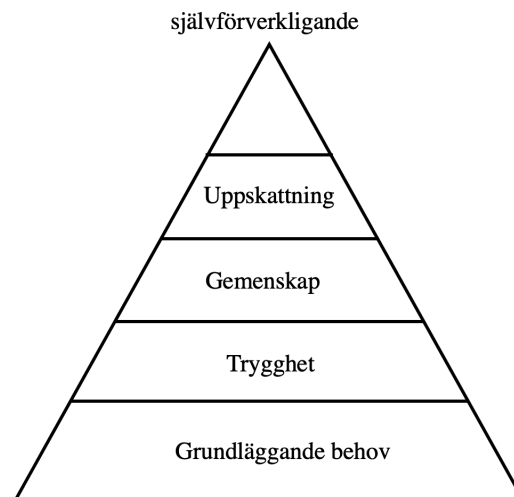 självförverkligande
Uppskattning
Gemenskap
Trygghet
Grundläggande behov